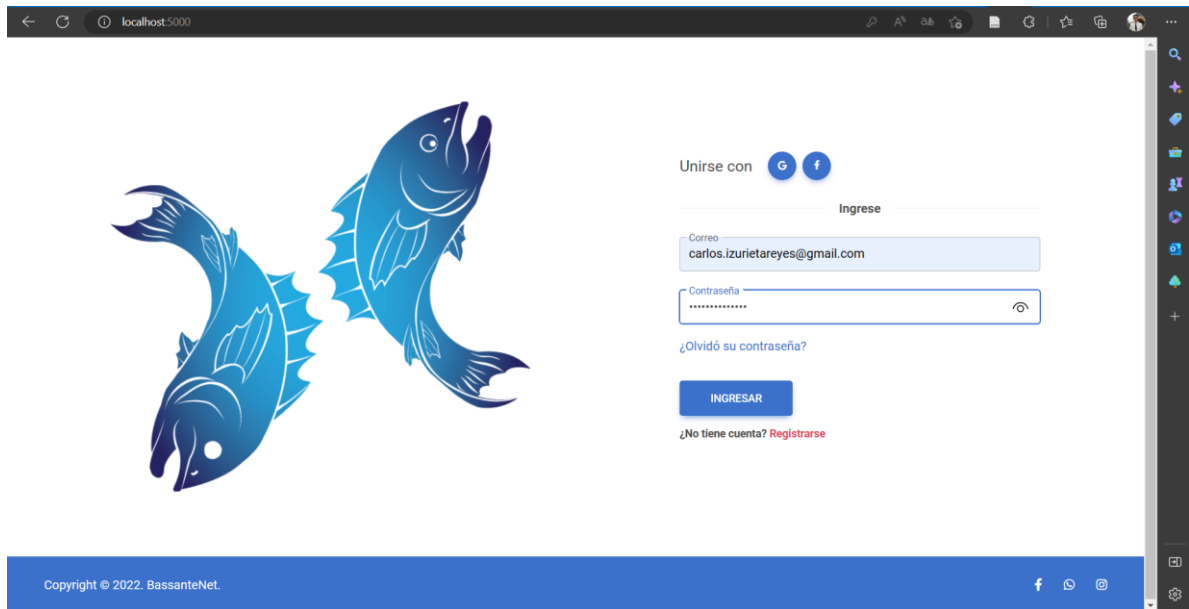 localhost:5000
Unirse con
Ingrese
Correo
carlos.izurietareyes@gmail.com
Contraseña
¿Olvidó su contraseña?
INGRESAR
¿No tiene cuenta? Registrarse
Copyright © 2022. BassanteNet.